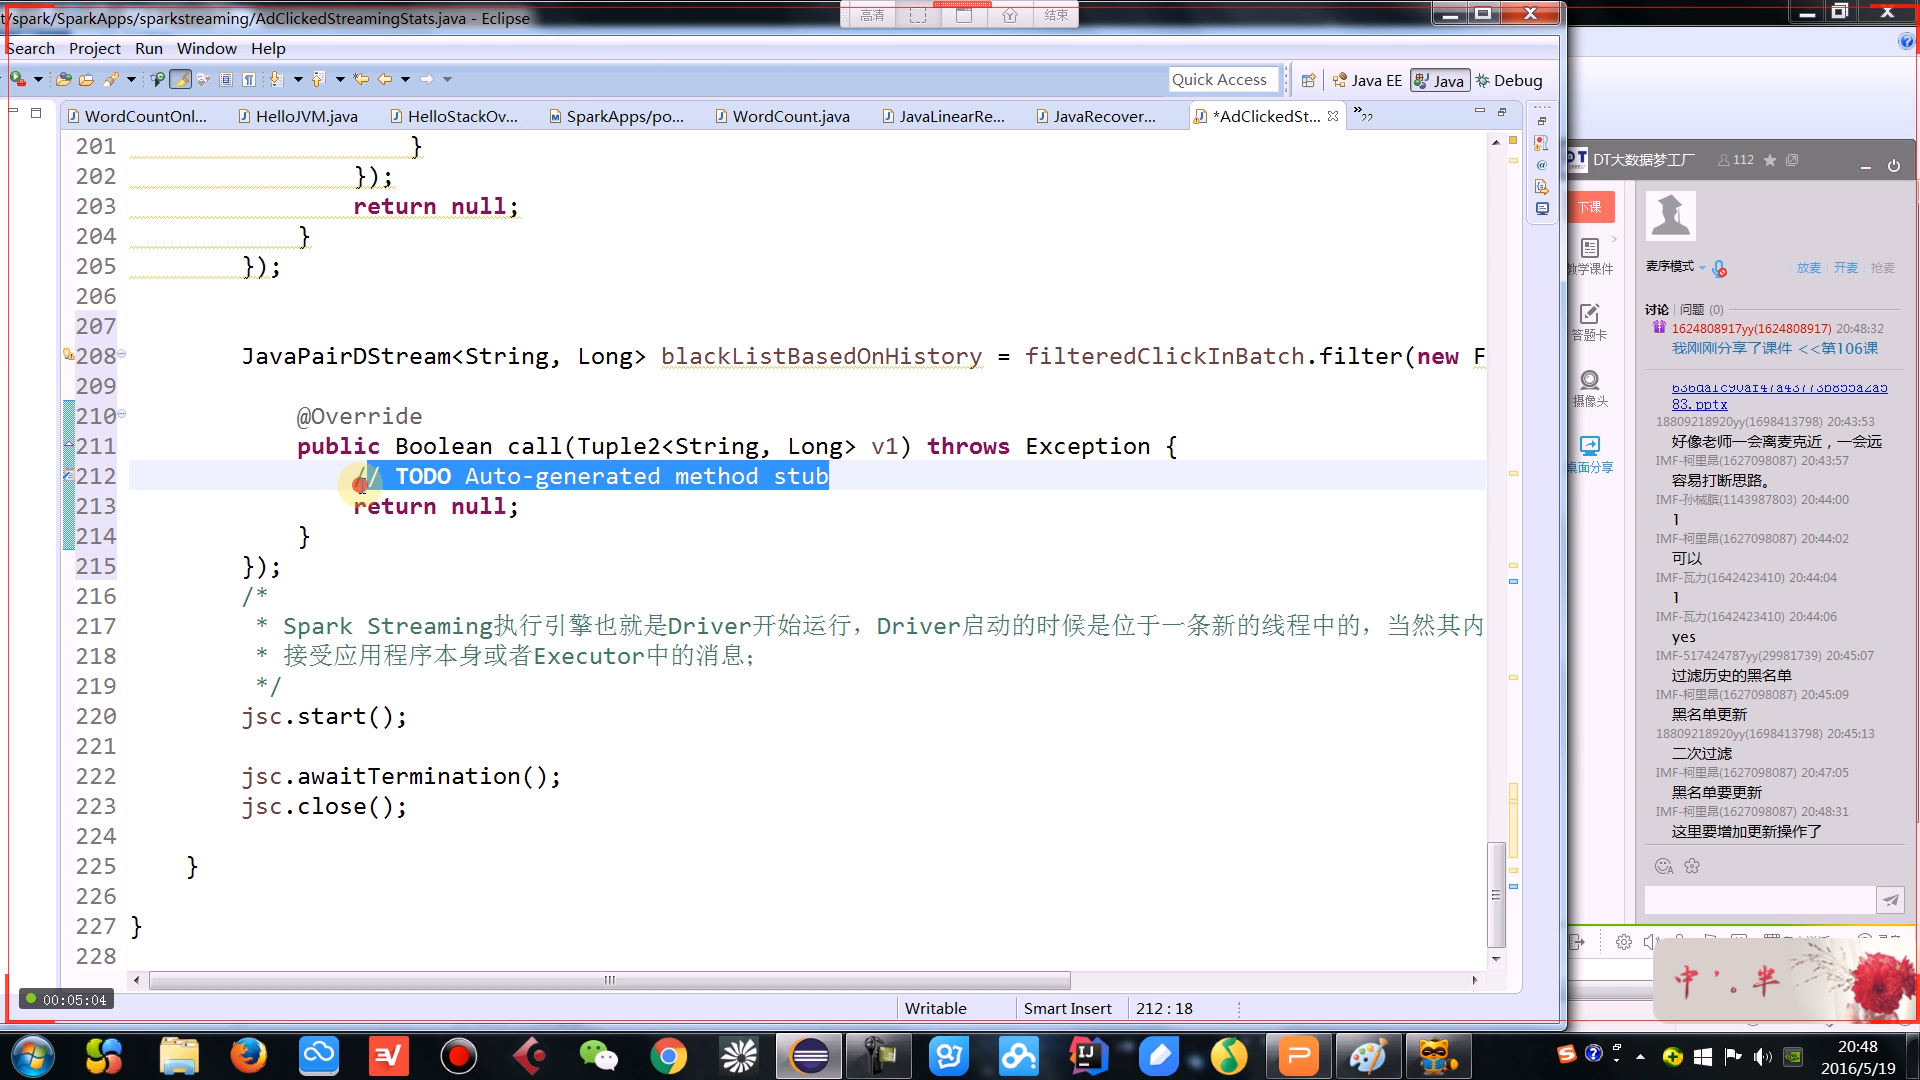 t/spark/SparkApps/sparkstreaming/AdClickedStreamingStats.java - Eclipse
高清
结束
Search Project Run Window Help
Quick Access
Java EE
Java
Debug
WordCountOnl...
HelloJVM.java
HelloStackOv...
SparkApps/po...
WordCount.java
JavaLinearRe...
JavaRecover...
*AdClickedSt...
»22
201 }
202 });
203 return null;
204 }
205 });
206
207
208 JavaPairDStream<String, Long> blackListBasedOnHistory = filteredClickInBatch.filter(new F
209
210 @Override
211 public Boolean call(Tuple2<String, Long> v1) throws Exception {
212 // TODO Auto-generated method stub
213 return null;
214 }
215 });
216 /*
217 * Spark Streaming执行引擎也就是Driver开始运行，Driver启动的时候是位于一条新的线程中的，当然其内
218 * 接受应用程序本身或者Executor中的消息；
219 */
220 jsc.start();
221
222 jsc.awaitTermination();
223 jsc.close();
224
225 }
226
227 }
228
Writable
Smart Insert
212 : 18
00:05:04
DT大数据梦工厂
112
下课
教学课件
答题卡
摄像头
桌面分享
麦序模式
放麦
开麦
抢麦
讨论 问题 (0)
1624808917yy(1624808917) 20:48:32
我刚刚分享了课件 <<第106课
83.pptx
18809218920yy(1698413798) 20:43:53
好像老师一会离麦克近，一会远
IMF-柯里昂(1627098087) 20:43:57
容易打断思路。
IMF-孙械膑(1143987803) 20:44:00
1
IMF-柯里昂(1627098087) 20:44:02
可以
IMF-瓦力(1642423410) 20:44:04
1
IMF-瓦力(1642423410) 20:44:06
yes
IMF-517424787yy(29981739) 20:45:07
过滤历史的黑名单
IMF-柯里昂(1627098087) 20:45:09
黑名单更新
18809218920yy(1698413798) 20:45:13
二次过滤
IMF-柯里昂(1627098087) 20:47:05
黑名单要更新
IMF-柯里昂(1627098087) 20:48:31
这里要增加更新操作了
中 ’。半
20:48
2016/5/19